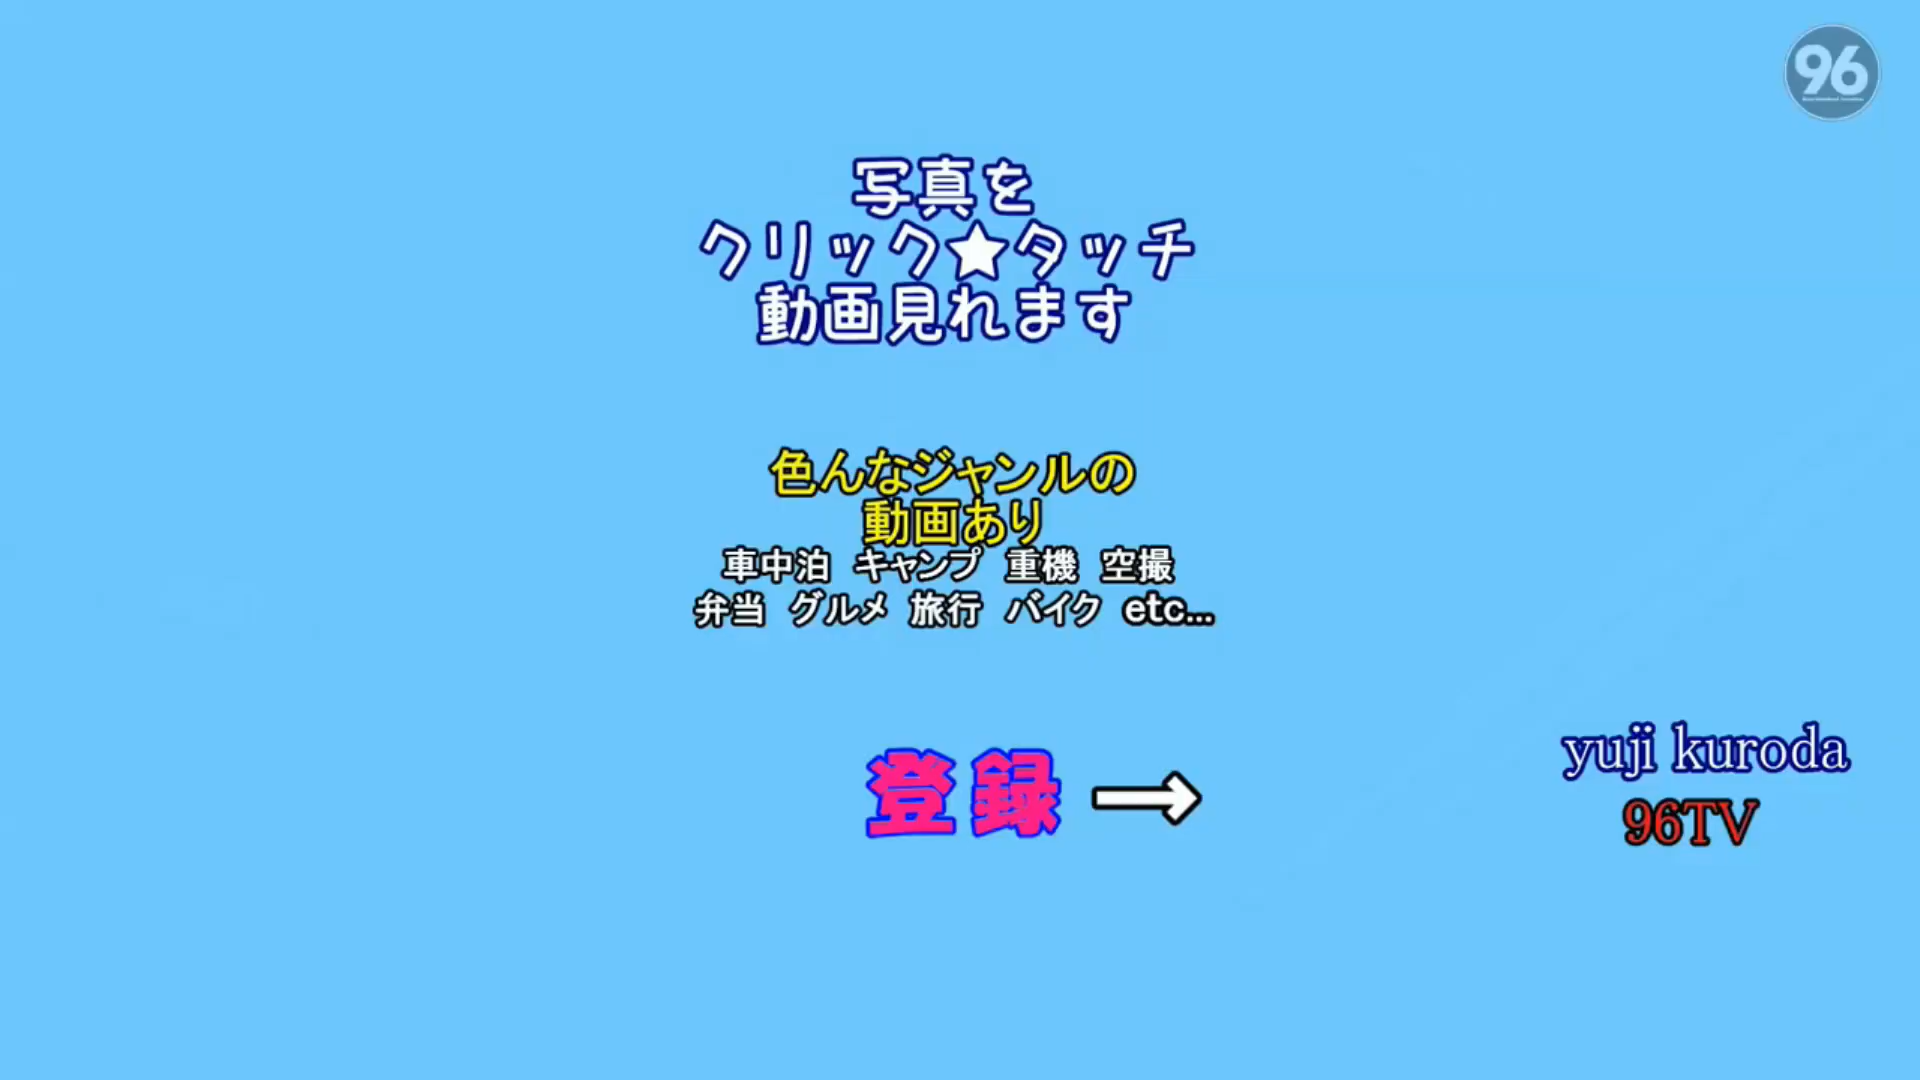 96
写真を
クリック★タッチ
動画見れます
色んなジャンルの
動画あり
車中泊 キャンプ 重機 空撮
弁当 グルメ 旅行 バイク etc...
登録→
yuji kuroda
96TV